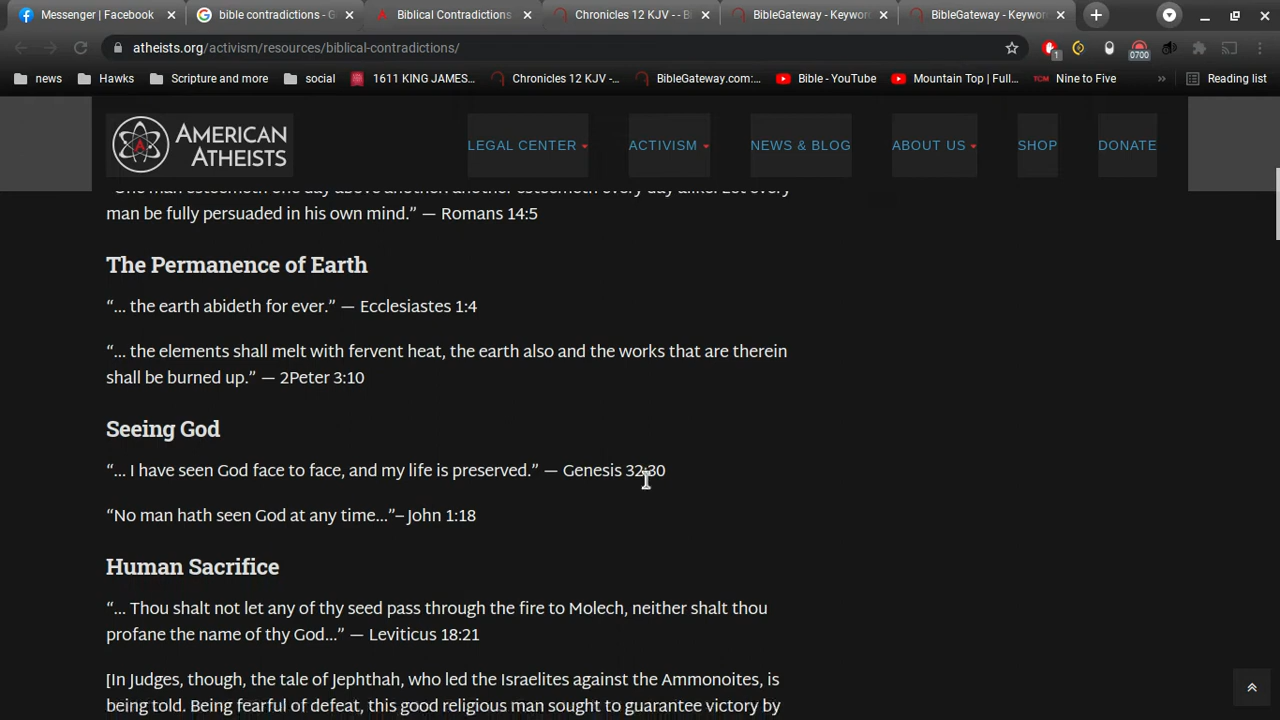 Messenger | Facebook
bible contradictions - G
Biblical Contradictions
Chronicles 12 KJV - - B
BibleGateway - Keyword
BibleGateway - Keyword
atheists.org/activism/resources/biblical-contradictions/
1
0700
news
Hawks
Scripture and more
social
1611 KING JAMES...
Chronicles 12 KJV -...
BibleGateway.com:...
Bible - YouTube
Mountain Top | Full...
TCM
Nine to Five
»
Reading list
AMERICAN
ATHEISTS
LEGAL CENTER
ACTIVISM
NEWS & BLOG
ABOUT US
SHOP
DONATE
“One man esteemeth one day above another: another esteemeth every day alike. Let every
man be fully persuaded in his own mind.” — Romans 14:5
The Permanence of Earth
“… the earth abideth for ever.” — Ecclesiastes 1:4
“… the elements shall melt with fervent heat, the earth also and the works that are therein
shall be burned up.” — 2Peter 3:10
Seeing God
“… I have seen God face to face, and my life is preserved.” — Genesis 32:30
“No man hath seen God at any time…”– John 1:18
Human Sacrifice
“… Thou shalt not let any of thy seed pass through the fire to Molech, neither shalt thou
profane the name of thy God…” — Leviticus 18:21
[In Judges, though, the tale of Jephthah, who led the Israelites against the Ammonoites, is
being told. Being fearful of defeat, this good religious man sought to guarantee victory by